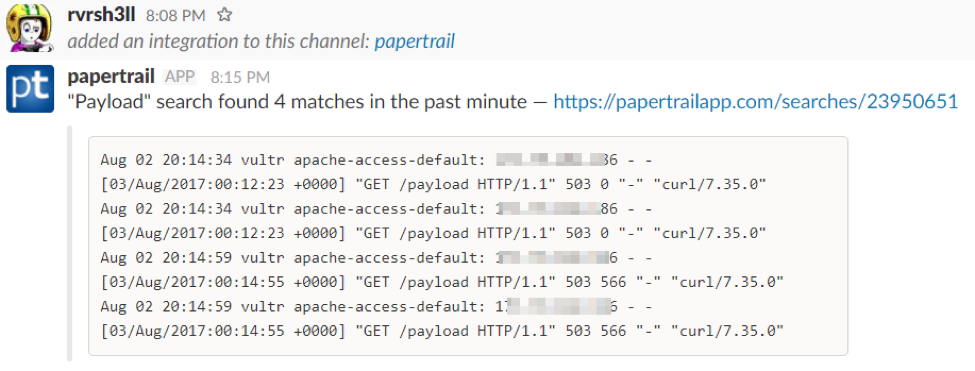 rvrsh3ll 8:08 PM ☆
added an integration to this channel: papertrail
pt
papertrail APP 8:15 PM
"Payload" search found 4 matches in the past minute — https://papertrailapp.com/searches/23950651
Aug 02 20:14:34 vultr apache-access-default: 86 - -
[03/Aug/2017:00:12:23 +0000] "GET /payload HTTP/1.1" 503 0 "-" "curl/7.35.0"
Aug 02 20:14:34 vultr apache-access-default: 1 86 - -
[03/Aug/2017:00:12:23 +0000] "GET /payload HTTP/1.1" 503 0 "-" "curl/7.35.0"
Aug 02 20:14:59 vultr apache-access-default: 6 - -
[03/Aug/2017:00:14:55 +0000] "GET /payload HTTP/1.1" 503 566 "-" "curl/7.35.0"
Aug 02 20:14:59 vultr apache-access-default: 1 6 - -
[03/Aug/2017:00:14:55 +0000] "GET /payload HTTP/1.1" 503 566 "-" "curl/7.35.0"